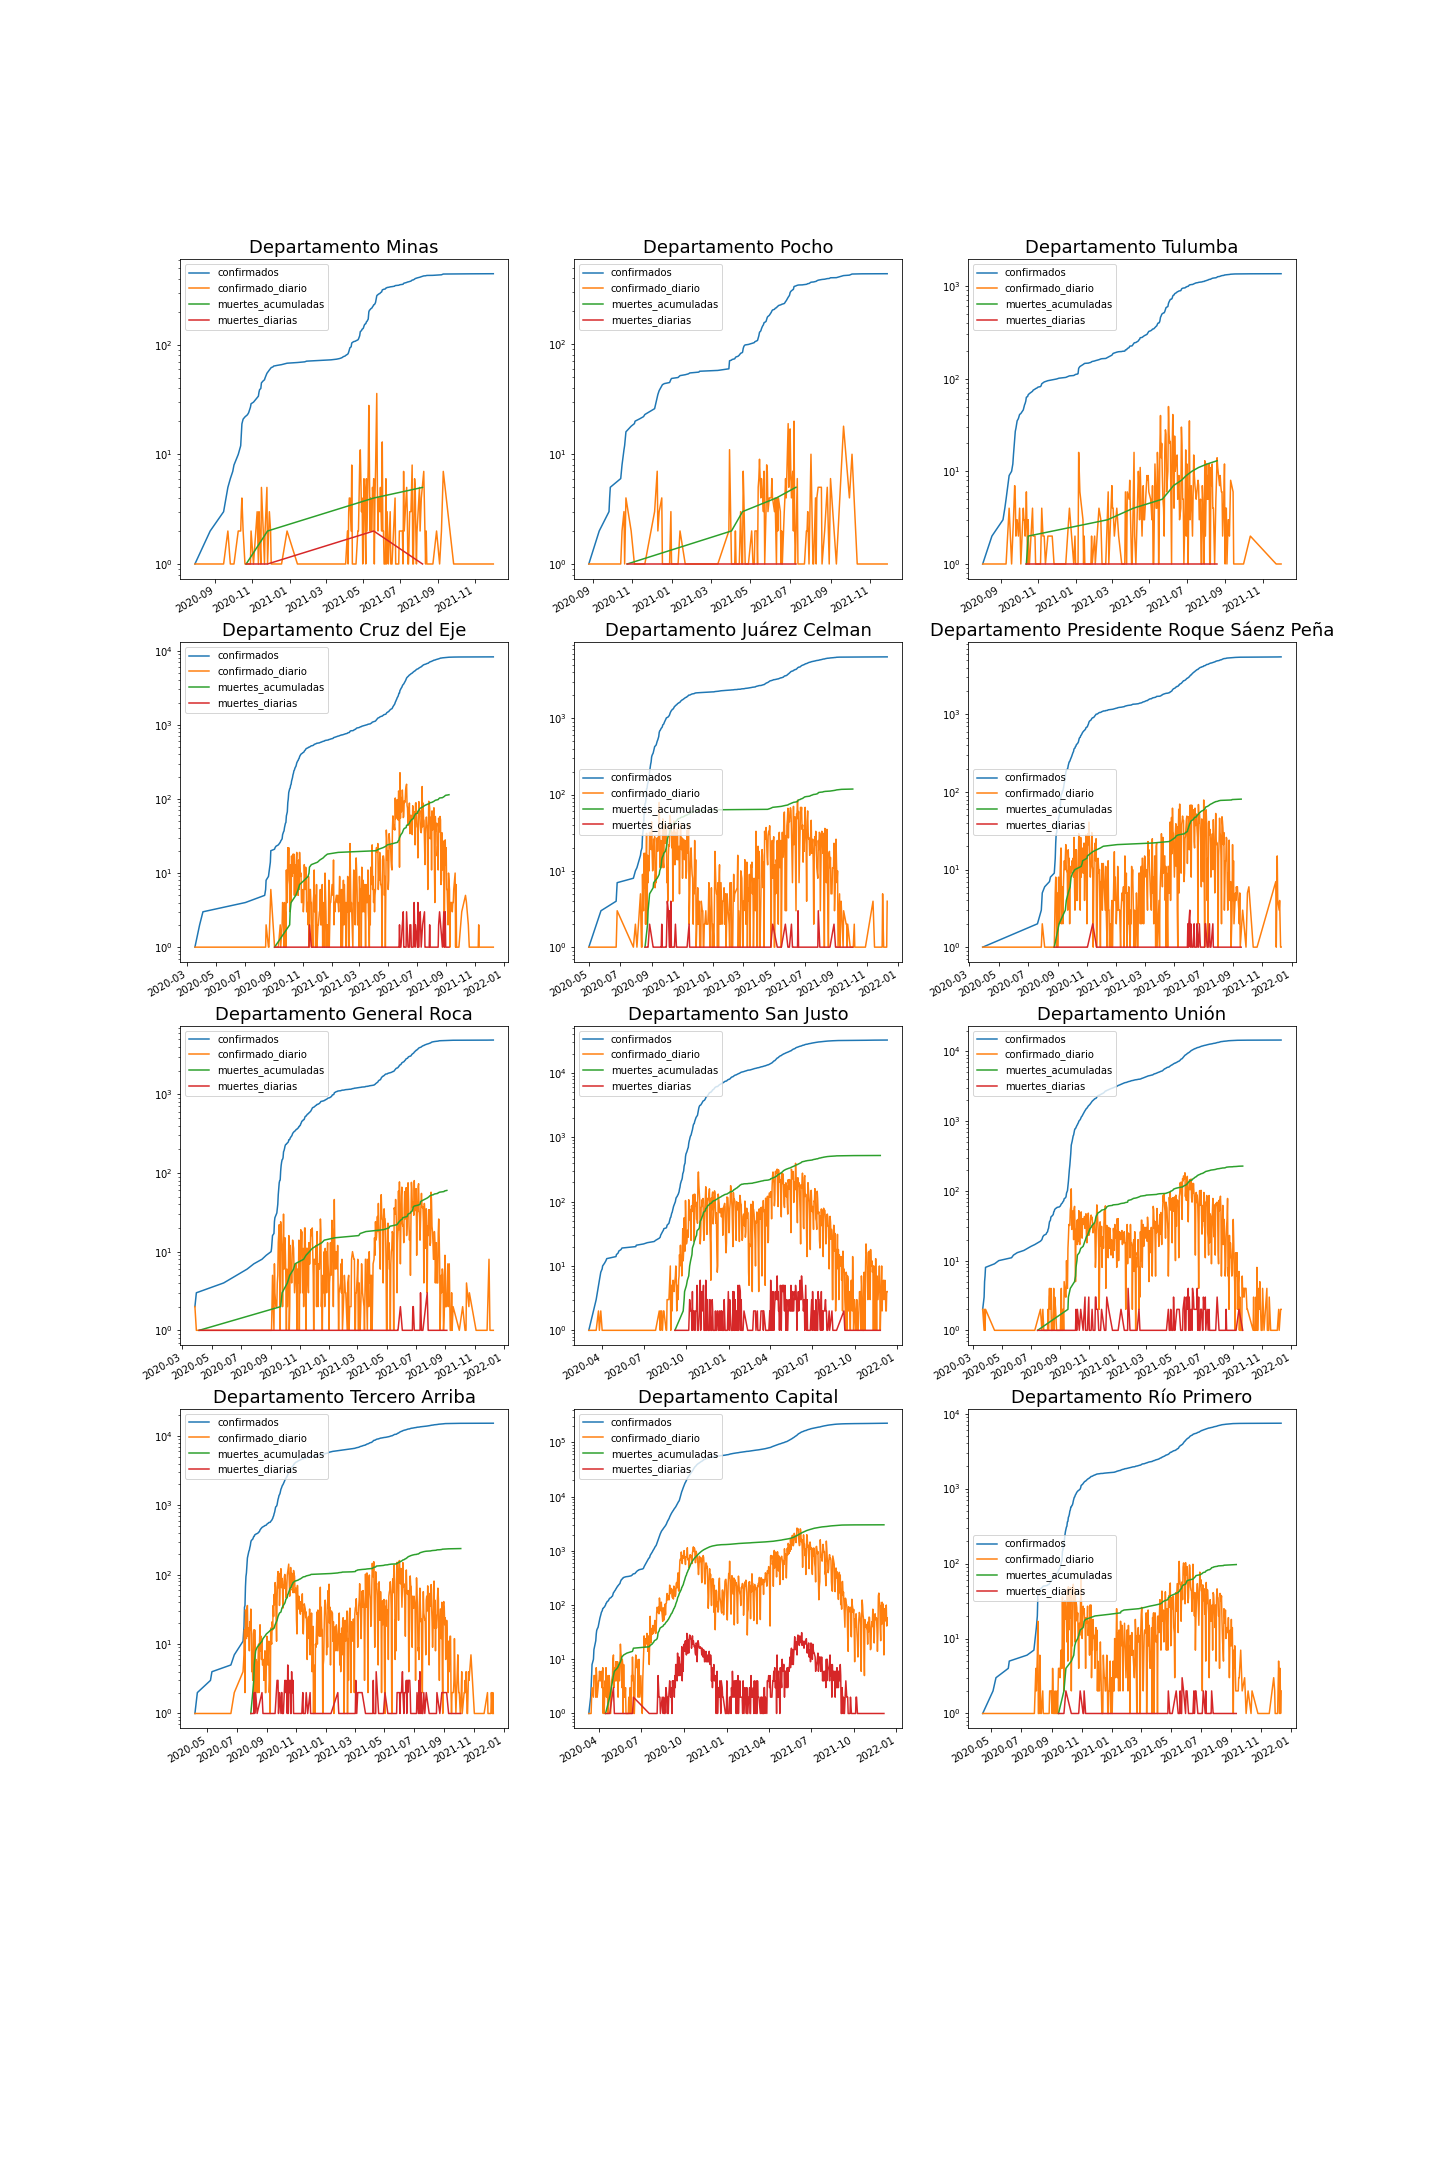 Departamento Minas
confirmados
confirmado_diario
muertes_acumuladas
muertes_diarias
10²
10¹
10⁰
2020-09 2020-11 2021-01 2021-03 2021-05 2021-07 2021-09 2021-11
Departamento Pocho
confirmados
confirmado_diario
muertes_acumuladas
muertes_diarias
10²
10¹
10⁰
2020-09 2020-11 2021-01 2021-03 2021-05 2021-07 2021-09 2021-11
Departamento Tulumba
confirmados
confirmado_diario
muertes_acumuladas
muertes_diarias
10³
10²
10¹
10⁰
2020-09 2020-11 2021-01 2021-03 2021-05 2021-07 2021-09 2021-11
Departamento Cruz del Eje
confirmados
confirmado_diario
muertes_acumuladas
muertes_diarias
10⁴
10³
10²
10¹
10⁰
2020-03 2020-05 2020-07 2020-09 2020-11 2021-01 2021-03 2021-05 2021-07 2021-09 2021-11 2022-01
Departamento Juárez Celman
confirmados
confirmado_diario
muertes_acumuladas
muertes_diarias
10³
10²
10¹
10⁰
2020-05 2020-07 2020-09 2020-11 2021-01 2021-03 2021-05 2021-07 2021-09 2021-11 2022-01
Departamento Presidente Roque Sáenz Peña
confirmados
confirmado_diario
muertes_acumuladas
muertes_diarias
10³
10²
10¹
10⁰
2020-03 2020-05 2020-07 2020-09 2020-11 2021-01 2021-03 2021-05 2021-07 2021-09 2021-11 2022-01
Departamento General Roca
confirmados
confirmado_diario
muertes_acumuladas
muertes_diarias
10³
10²
10¹
10⁰
2020-03 2020-05 2020-07 2020-09 2020-11 2021-01 2021-03 2021-05 2021-07 2021-09 2021-11 2022-01
Departamento San Justo
confirmados
confirmado_diario
muertes_acumuladas
muertes_diarias
10⁴
10³
10²
10¹
10⁰
2020-04 2020-07 2020-10 2021-01 2021-04 2021-07 2021-10 2022-01
Departamento Unión
confirmados
confirmado_diario
muertes_acumuladas
muertes_diarias
10⁴
10³
10²
10¹
10⁰
2020-03 2020-05 2020-07 2020-09 2020-11 2021-01 2021-03 2021-05 2021-07 2021-09 2021-11 2022-01
Departamento Tercero Arriba
confirmados
confirmado_diario
muertes_acumuladas
muertes_diarias
10⁴
10³
10²
10¹
10⁰
2020-05 2020-07 2020-09 2020-11 2021-01 2021-03 2021-05 2021-07 2021-09 2021-11 2022-01
Departamento Capital
confirmados
confirmado_diario
muertes_acumuladas
muertes_diarias
10⁵
10⁴
10³
10²
10¹
10⁰
2020-04 2020-07 2020-10 2021-01 2021-04 2021-07 2021-10 2022-01
Departamento Río Primero
confirmados
confirmado_diario
muertes_acumuladas
muertes_diarias
10⁴
10³
10²
10¹
10⁰
2020-05 2020-07 2020-09 2020-11 2021-01 2021-03 2021-05 2021-07 2021-09 2021-11 2022-01